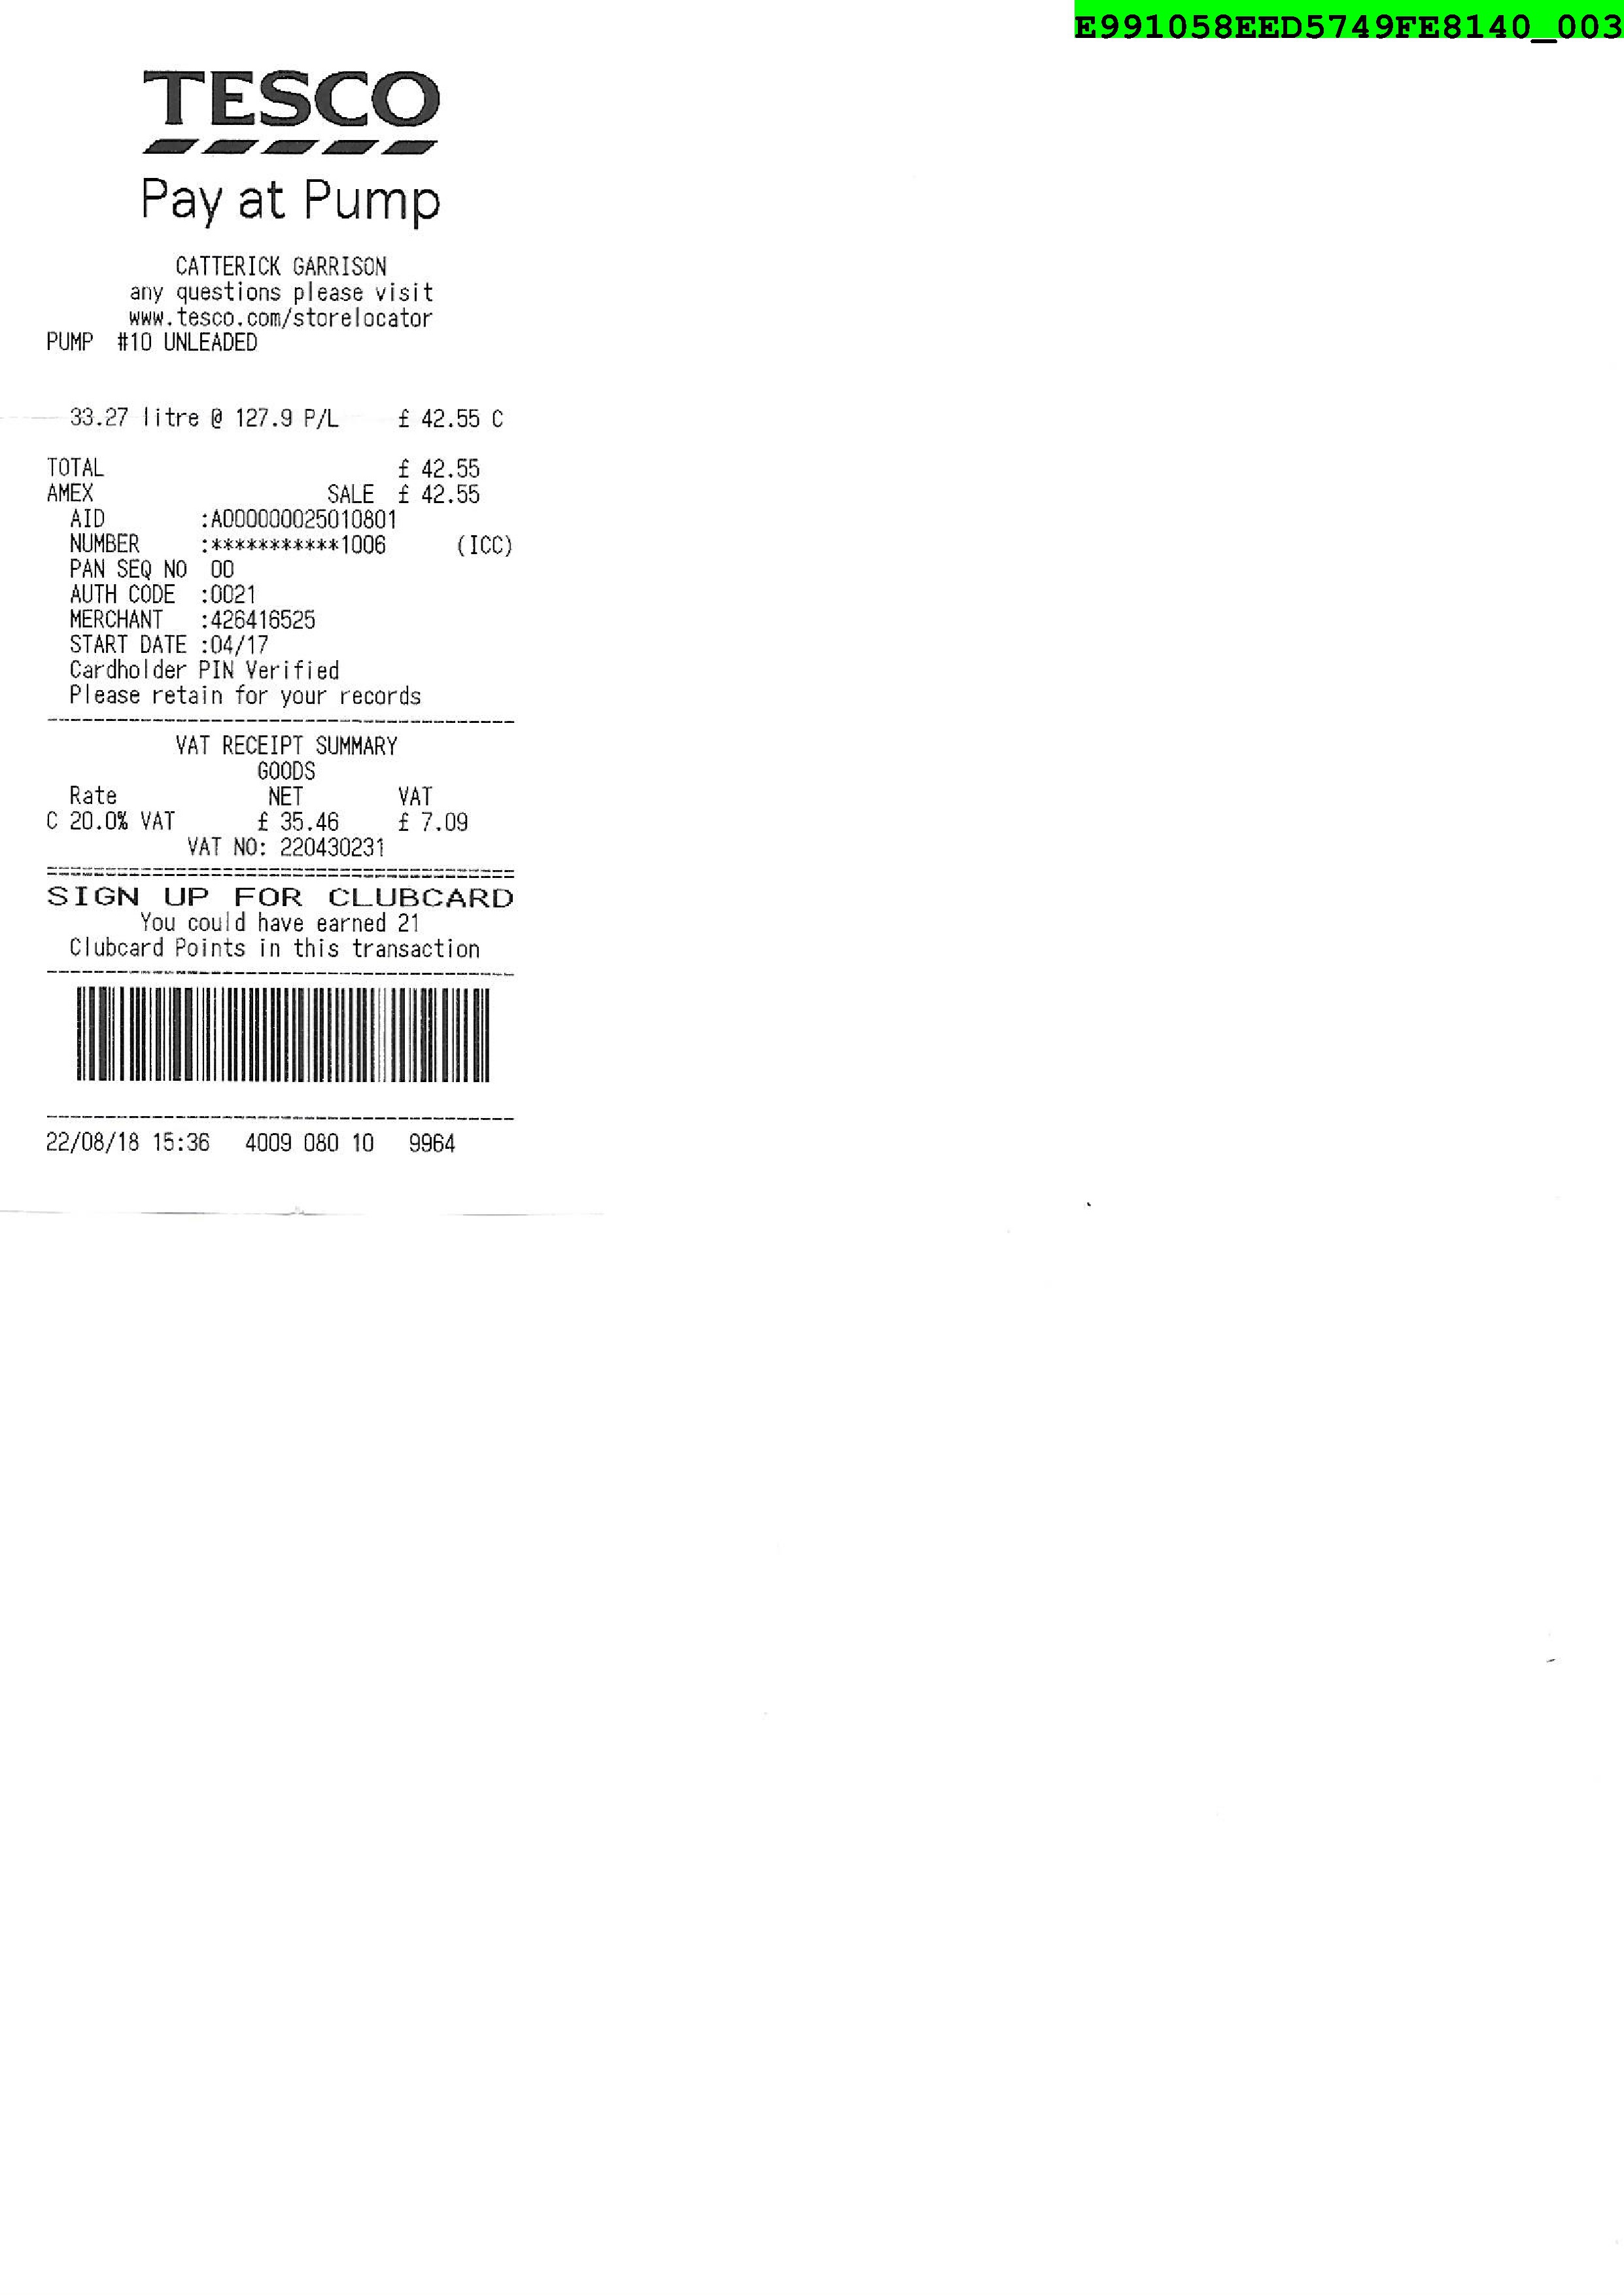 E991058EED5749FE8140_003
TESCO
Pay at Pump
CATTERICK GARRISON
any questions please visit
www.tesco.com/storelocator
PUMP #10 UNLEADED
33.27 litre @ 127.9 P/L £ 42.55 C
TOTAL £ 42.55
AMEX SALE £ 42.55
AID :A000000025010801
NUMBER :***********1006 (ICC)
PAN SEQ NO 00
AUTH CODE :0021
MERCHANT :426416525
START DATE :04/17
Cardholder PIN Verified
Please retain for your records
VAT RECEIPT SUMMARY
GOODS
Rate NET VAT
C 20.0% VAT £ 35.46 £ 7.09
VAT NO: 220430231
SIGN UP FOR CLUBCARD
You could have earned 21
Clubcard Points in this transaction
22/08/18 15:36 4009 080 10 9964